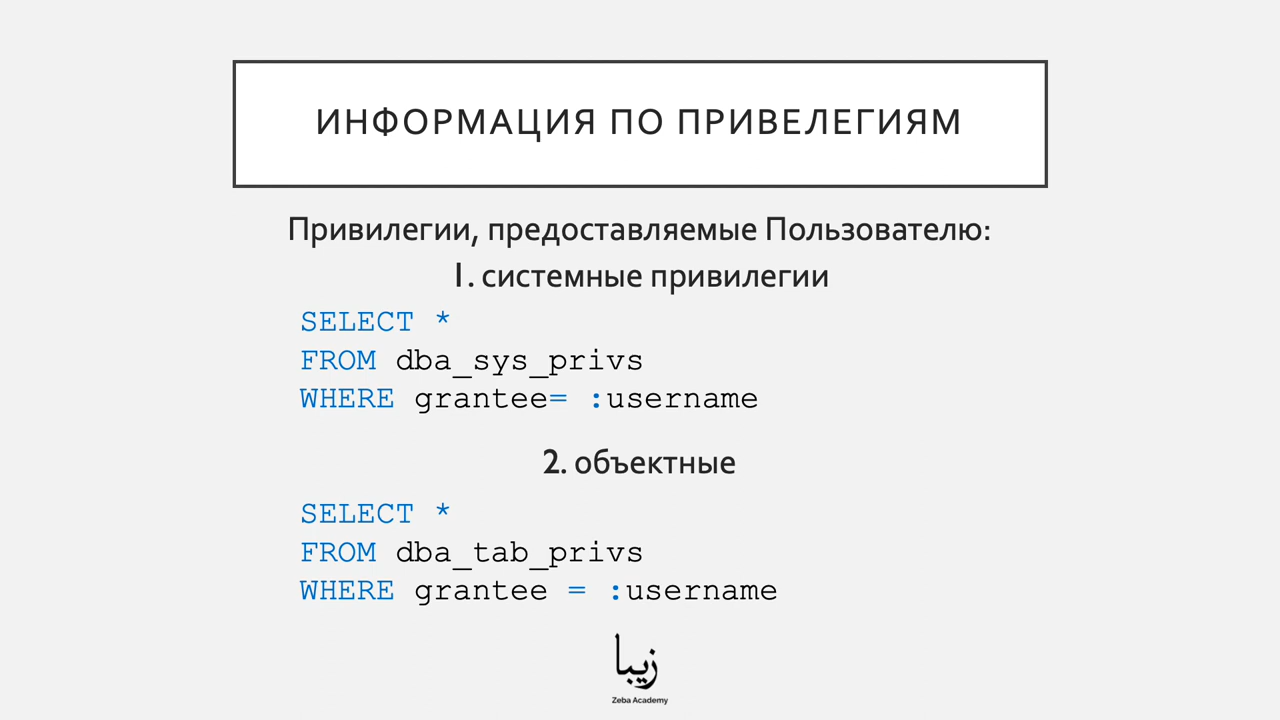 ИНФОРМАЦИЯ ПО ПРИВЕЛЕГИЯМ
Привилегии, предоставляемые Пользователю:
1. системные привилегии
SELECT *
FROM dba_sys_privs
WHERE grantee= :username
2. объектные
SELECT *
FROM dba_tab_privs
WHERE grantee = :username
زيبا
Zeba Academy